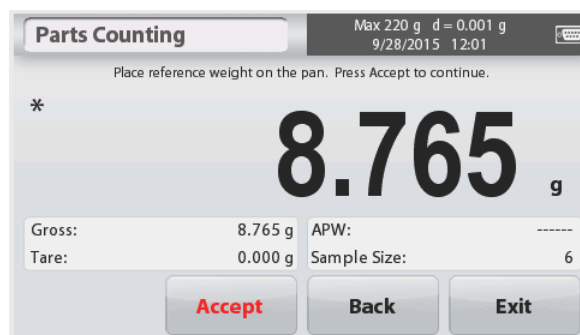 Parts Counting
Max 220 g d = 0.001 g
9/28/2015 12:01
Place reference weight on the pan. Press Accept to continue.
*
8.765 g
Gross: 8.765 g APW: ------
Tare: 0.000 g Sample Size: 6
Accept Back Exit